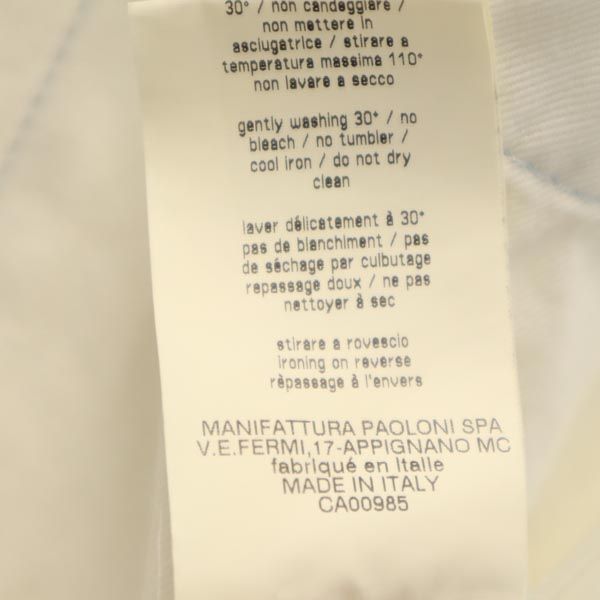 30° / non candeggiare /
non mettere in
asciugatrice / stirare a
temperatura massima 110°
non lavare a secco
gently washing 30° / no
bleach / no tumbler /
cool iron / do not dry
clean
laver délicatement à 30°
pas de blanchiment / pas
de séchage par culbutage
repassage doux / ne pas
nettoyer à sec
stirare a rovescio
ironing on reverse
rèpassage à l'envers
MANIFATTURA PAOLONI SPA
V.E.FERMI,17-APPIGNANO MC
fabriqué en Italie
MADE IN ITALY
CA00985